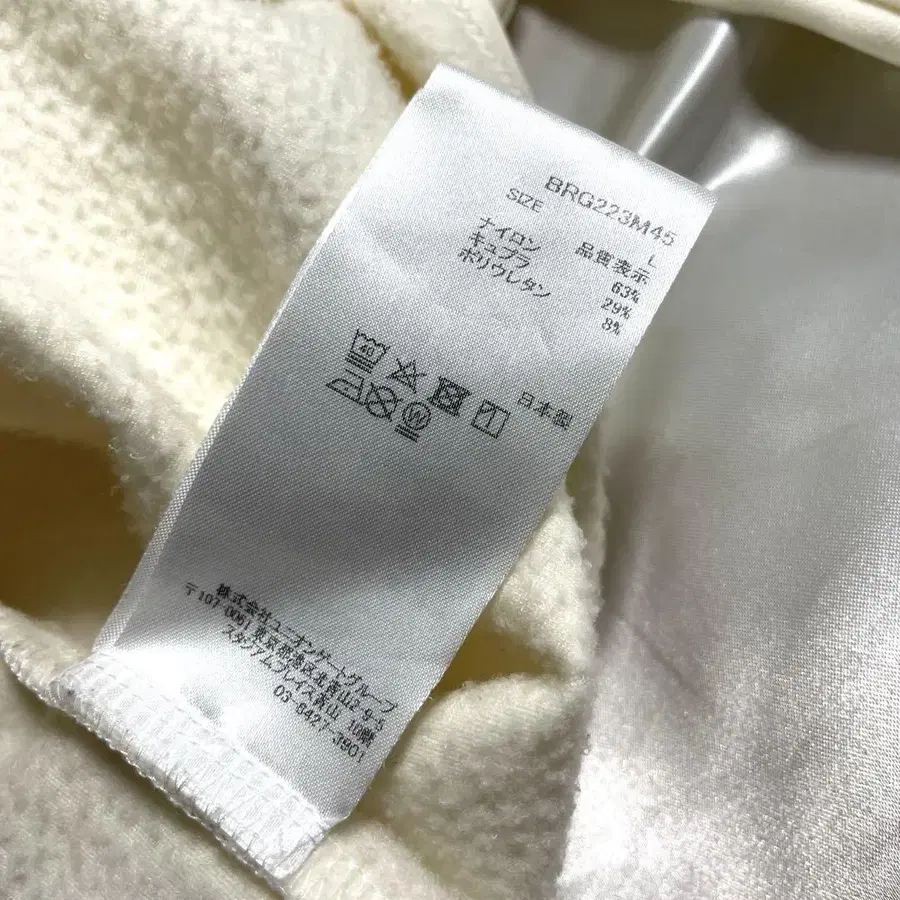 BRG223M45
SIZE L
品質表示
ナイロン 63%
キュプラ 29%
ポリウレタン 8%
40
W
日本製
株式会社ユーオンゲートグループ
〒107-0061 東京都港区北青山2-9-5
スタジアムプレイス青山 10階
03-6427-3901